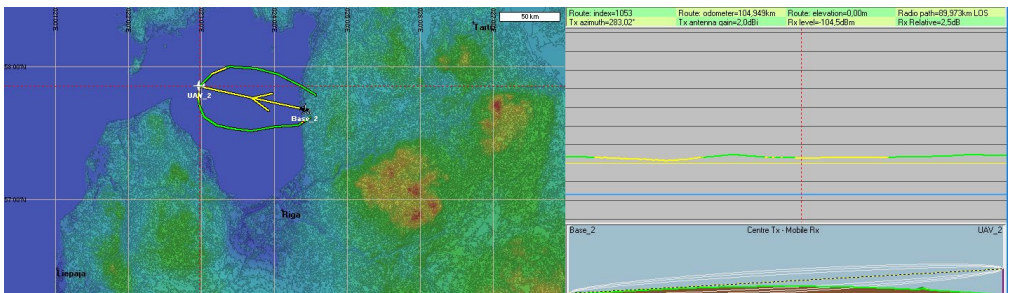 50 km
Tartu
58.00°N
UAV_2
Base_2
57.00°N
Riga
Liepaja
Route: index=1053
Route: odometer=104,949km
Route: elevation=0,00m
Radio path=89,973km LOS
Tx azimuth=283,02°
Tx antenna gain=2,0dBi
Rx level=-104,5dBm
Rx Relative=2,5dB
Base_2
Centre Tx - Mobile Rx
UAV_2